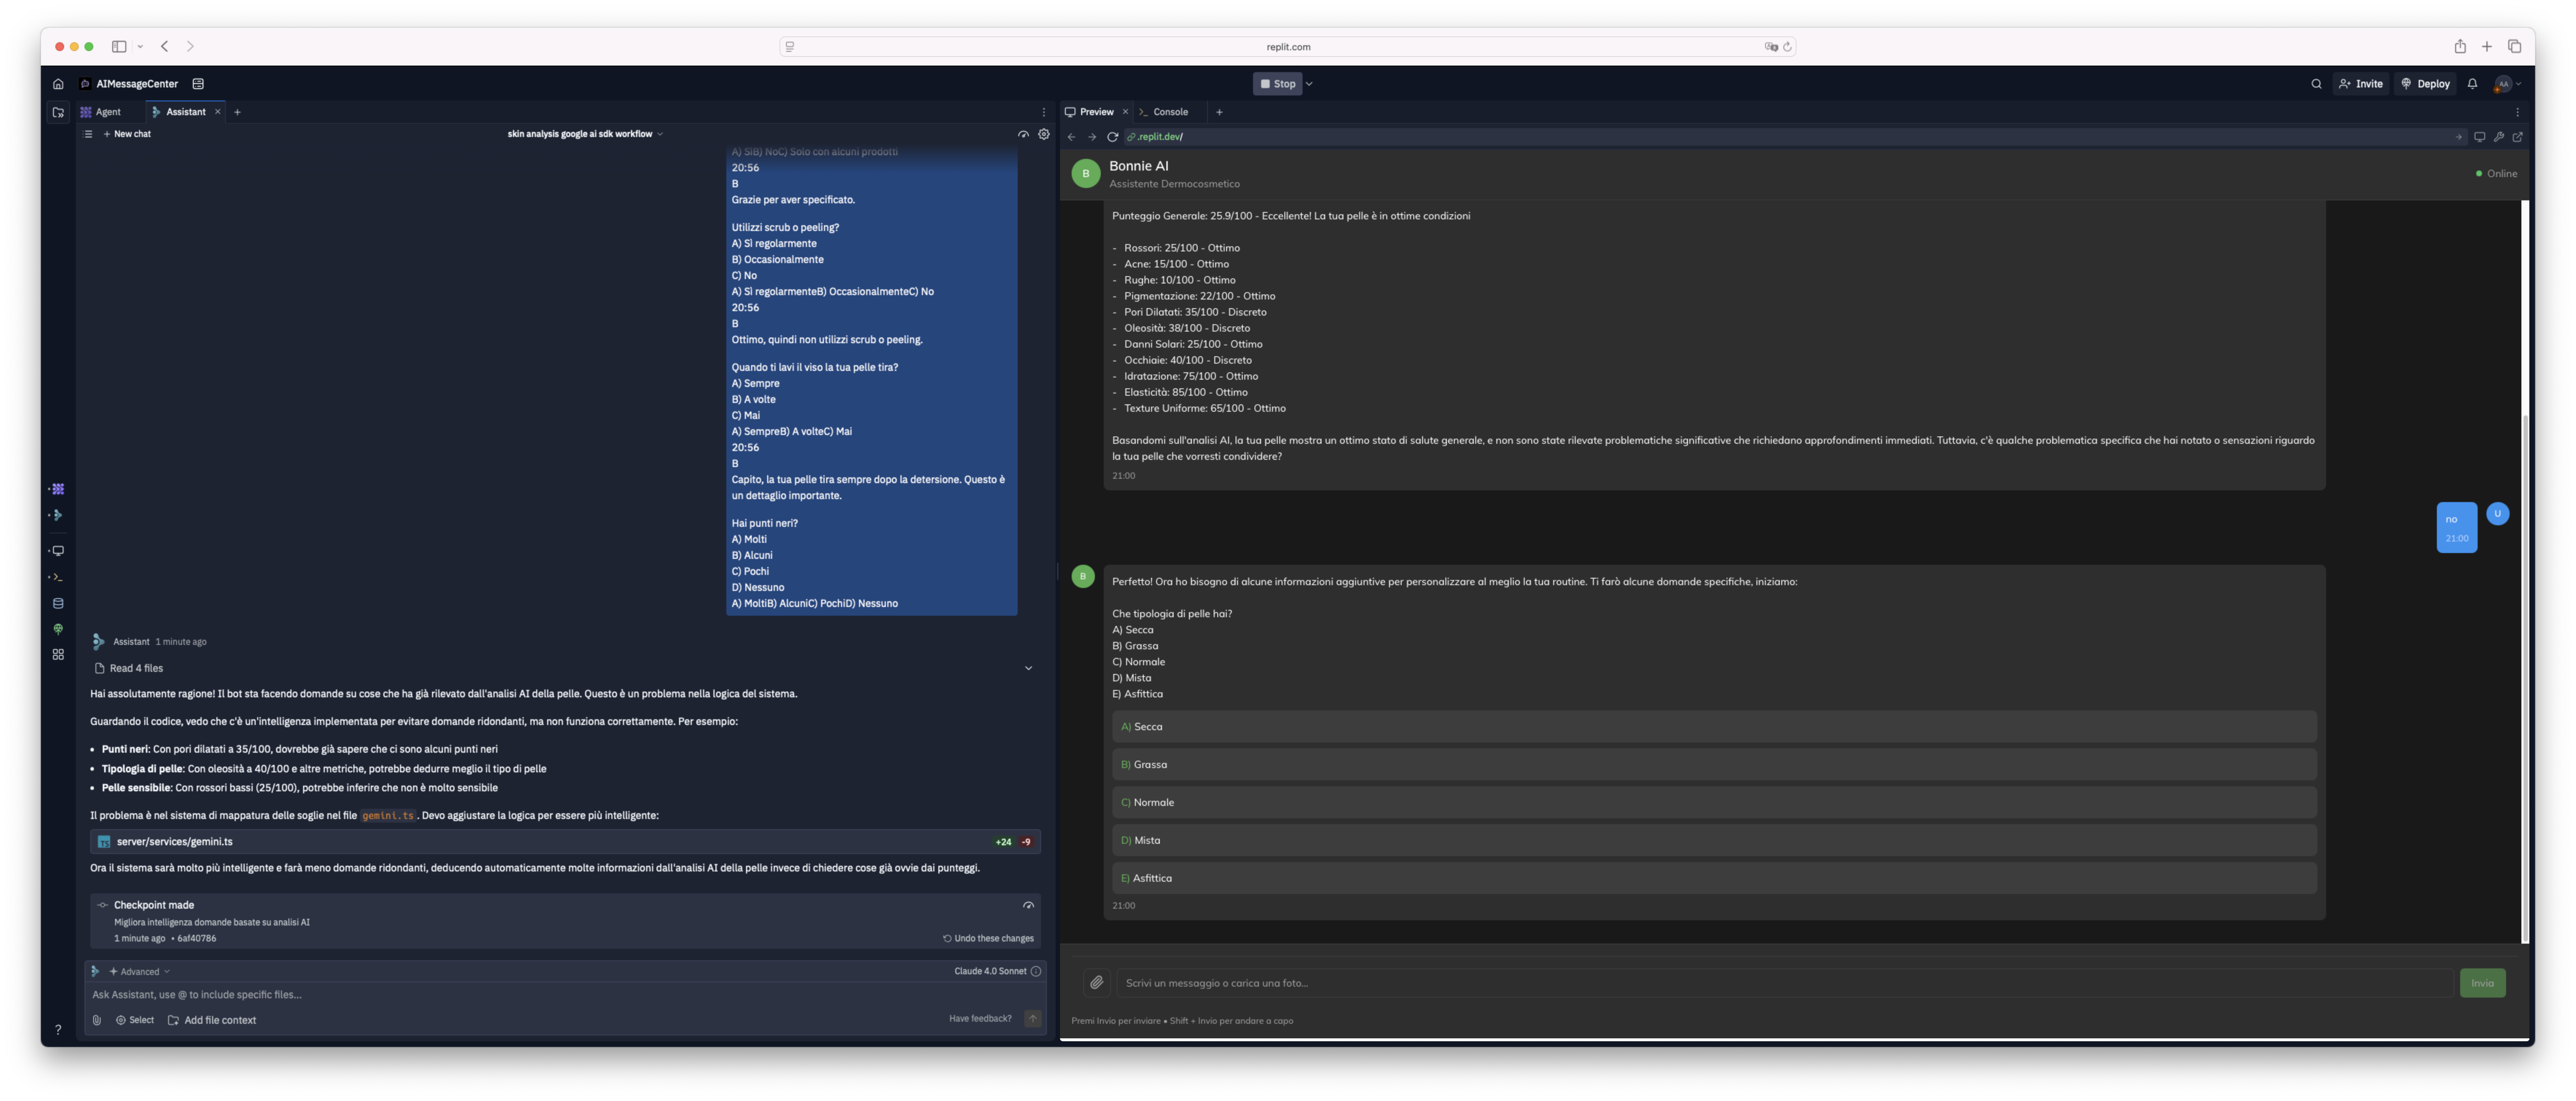 replit.com
AIMessageCenter
Stop
Invite
Deploy
AA
Agent
Assistant
New chat
skin analysis google ai sdk workflow
A) SìB) NoC) Solo con alcuni prodotti
20:56
B
Grazie per aver specificato.
Utilizzi scrub o peeling?
A) Sì regolarmente
B) Occasionalmente
C) No
A) Sì regolarmenteB) OccasionalmenteC) No
20:56
B
Ottimo, quindi non utilizzi scrub o peeling.
Quando ti lavi il viso la tua pelle tira?
A) Sempre
B) A volte
C) Mai
A) SempreB) A volteC) Mai
20:56
B
Capito, la tua pelle tira sempre dopo la detersione. Questo è
un dettaglio importante.
Hai punti neri?
A) Molti
B) Alcuni
C) Pochi
D) Nessuno
A) MoltiB) AlcuniC) PochiD) Nessuno
Assistant 1 minute ago
Read 4 files
Hai assolutamente ragione! Il bot sta facendo domande su cose che ha già rilevato dall'analisi AI della pelle. Questo è un problema nella logica del sistema.
Guardando il codice, vedo che c'è un'intelligenza implementata per evitare domande ridondanti, ma non funziona correttamente. Per esempio:
• Punti neri: Con pori dilatati a 35/100, dovrebbe già sapere che ci sono alcuni punti neri
• Tipologia di pelle: Con oleosità a 40/100 e altre metriche, potrebbe dedurre meglio il tipo di pelle
• Pelle sensibile: Con rossori bassi (25/100), potrebbe inferire che non è molto sensibile
Il problema è nel sistema di mappatura delle soglie nel file gemini.ts . Devo aggiustare la logica per essere più intelligente:
TS server/services/gemini.ts +24 -9
Ora il sistema sarà molto più intelligente e farà meno domande ridondanti, deducendo automaticamente molte informazioni dall'analisi AI della pelle invece di chiedere cose già ovvie dai punteggi.
Checkpoint made
Migliora intelligenza domande basate su analisi AI
1 minute ago • 6af40786
Undo these changes
Advanced
Claude 4.0 Sonnet
Ask Assistant, use @ to include specific files...
Select
Add file context
Have feedback?
?
Preview
Console
.replit.dev/
B
Bonnie AI
Assistente Dermocosmetico
Online
Punteggio Generale: 25.9/100 - Eccellente! La tua pelle è in ottime condizioni
- Rossori: 25/100 - Ottimo
- Acne: 15/100 - Ottimo
- Rughe: 10/100 - Ottimo
- Pigmentazione: 22/100 - Ottimo
- Pori Dilatati: 35/100 - Discreto
- Oleosità: 38/100 - Discreto
- Danni Solari: 25/100 - Ottimo
- Occhiaie: 40/100 - Discreto
- Idratazione: 75/100 - Ottimo
- Elasticità: 85/100 - Ottimo
- Texture Uniforme: 65/100 - Ottimo
Basandomi sull'analisi AI, la tua pelle mostra un ottimo stato di salute generale, e non sono state rilevate problematiche significative che richiedano approfondimenti immediati. Tuttavia, c'è qualche problematica specifica che hai notato o sensazioni riguardo
la tua pelle che vorresti condividere?
21:00
no
21:00
U
B
Perfetto! Ora ho bisogno di alcune informazioni aggiuntive per personalizzare al meglio la tua routine. Ti farò alcune domande specifiche, iniziamo:
Che tipologia di pelle hai?
A) Secca
B) Grassa
C) Normale
D) Mista
E) Asfittica
A) Secca
B) Grassa
C) Normale
D) Mista
E) Asfittica
21:00
Scrivi un messaggio o carica una foto...
Invia
Premi Invio per inviare • Shift + Invio per andare a capo